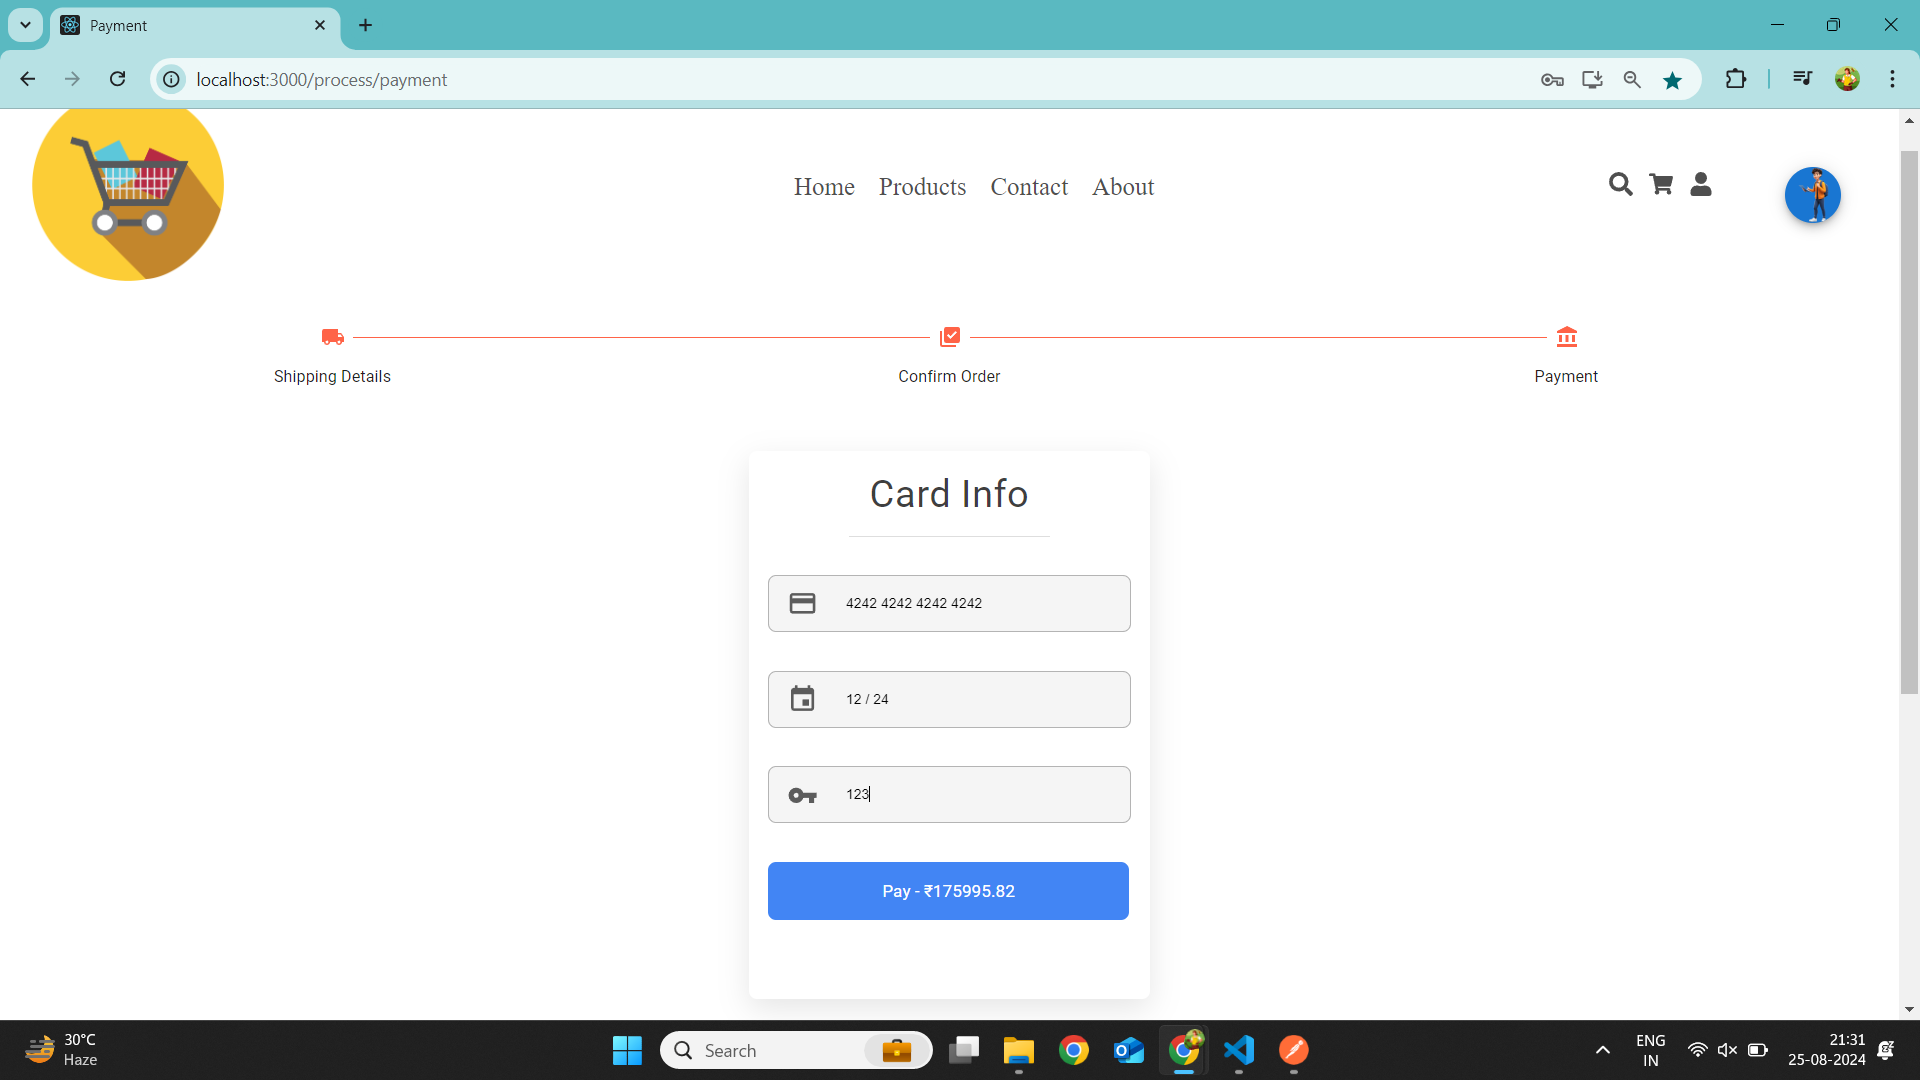 Payment
localhost:3000/process/payment
Home Products Contact About
Shipping Details Confirm Order Payment
Card Info
4242 4242 4242 4242
12 / 24
123
Pay - ₹175995.82
30°C
Haze
Search
ENG
IN
21:31
25-08-2024